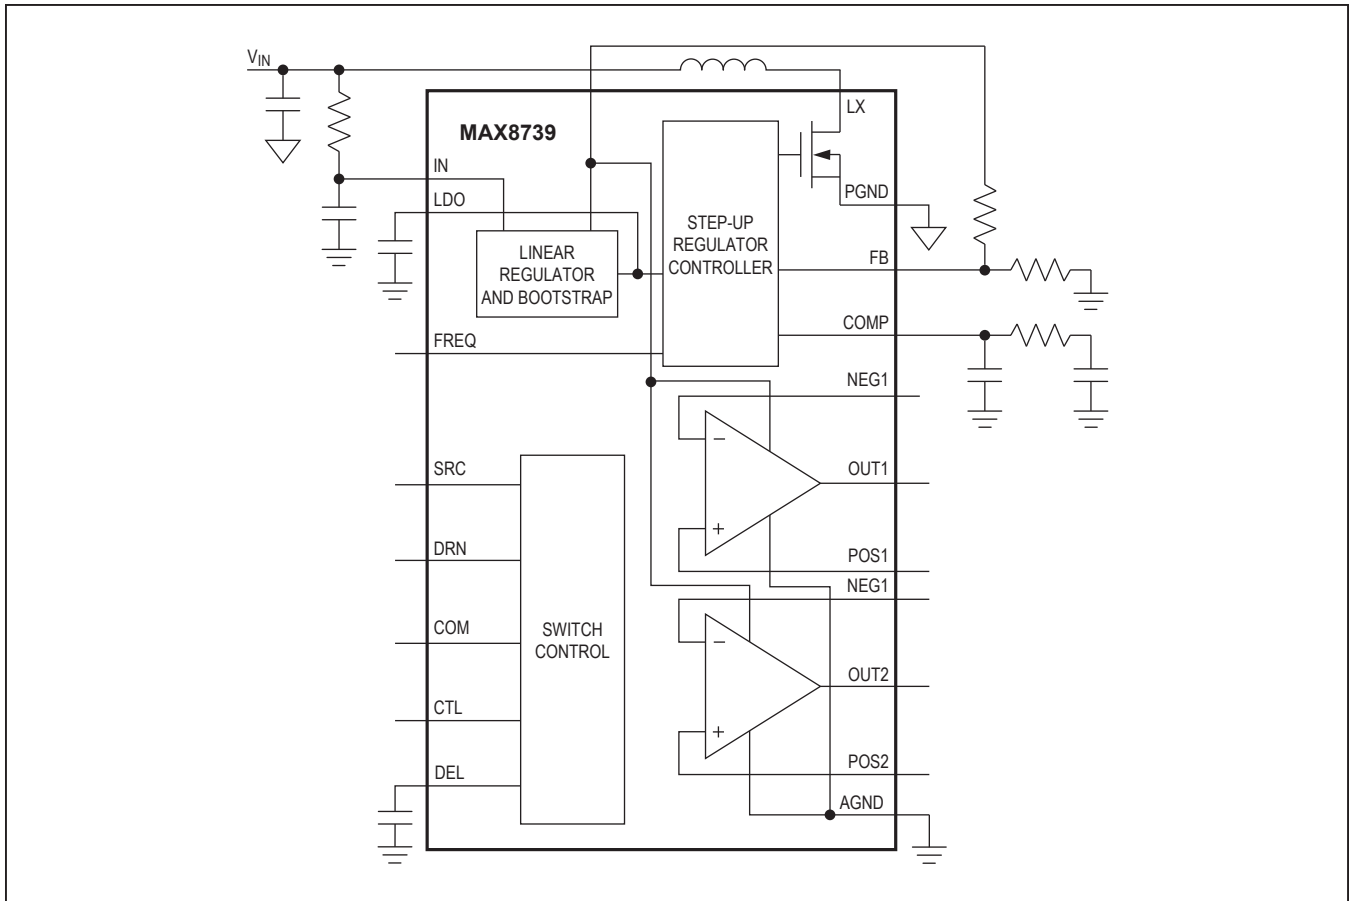 VIN
MAX8739
LX
IN
PGND
LDO
STEP-UP
REGULATOR
CONTROLLER
LINEAR
REGULATOR
AND BOOTSTRAP
FB
COMP
FREQ
NEG1
−
OUT1
+
POS1
NEG1
−
OUT2
+
POS2
AGND
SRC
DRN
COM
CTL
DEL
SWITCH
CONTROL